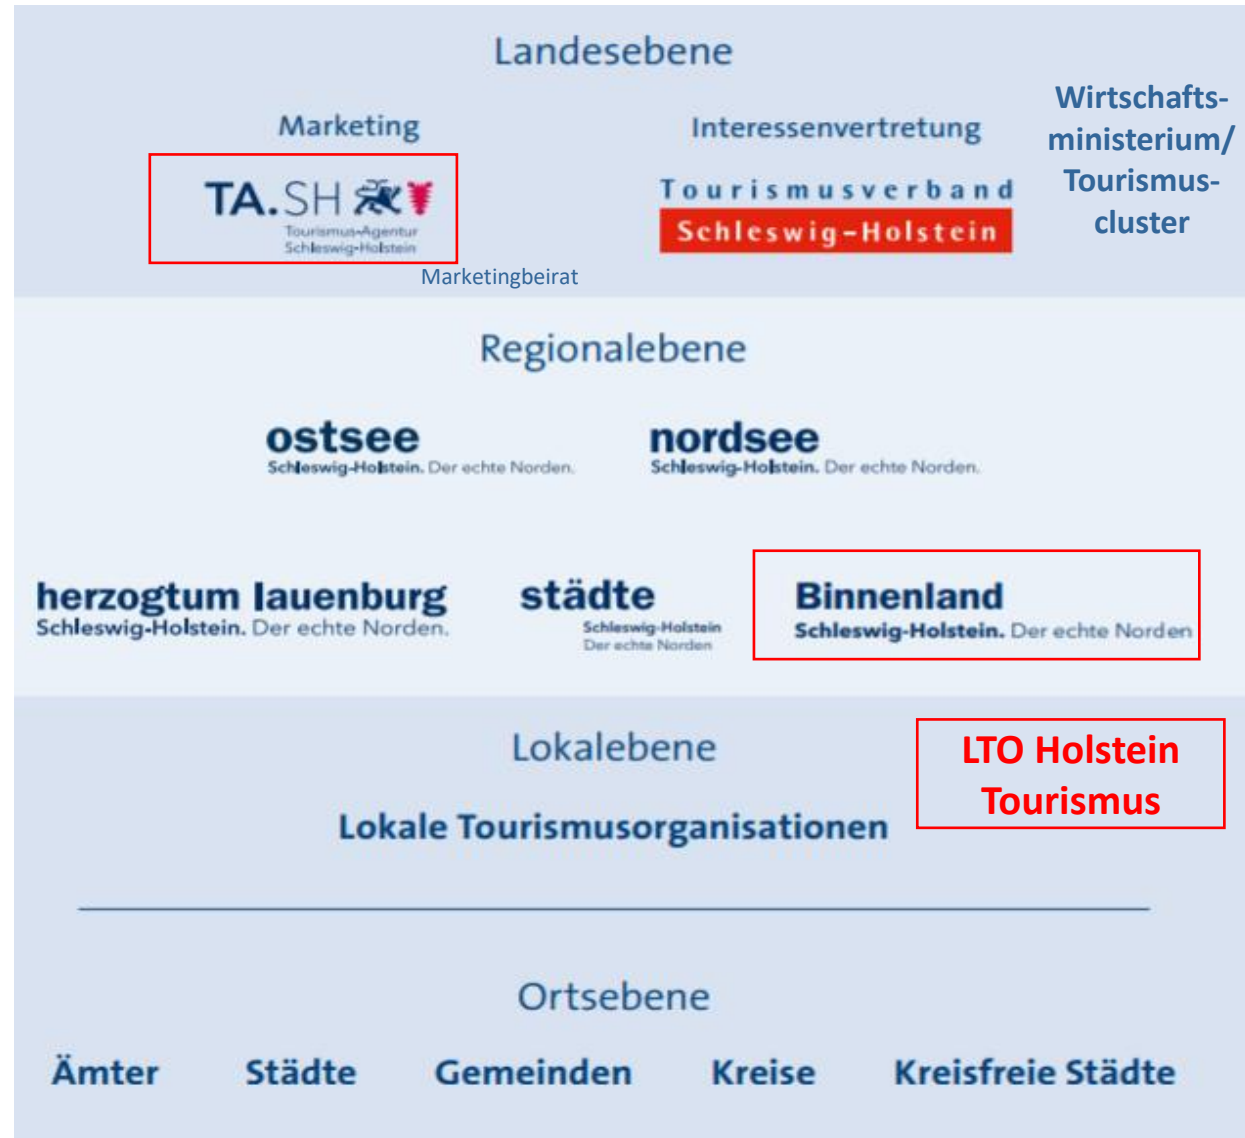 Landesebene
Marketing
TA.SH
Tourismus-Agentur
Schleswig-Holstein
Marketingbeirat
Interessenvertretung
Tourismusverband
Schleswig-Holstein
Wirtschafts-
ministerium/
Tourismus-
cluster
Regionalebene
ostsee
Schleswig-Holstein. Der echte Norden.
nordsee
Schleswig-Holstein. Der echte Norden.
herzogtum lauenburg
Schleswig-Holstein. Der echte Norden.
städte
Schleswig-Holstein
Der echte Norden
Binnenland
Schleswig-Holstein. Der echte Norden
Lokalebene
LTO Holstein
Tourismus
Lokale Tourismusorganisationen
Ortsebene
Ämter Städte Gemeinden Kreise Kreisfreie Städte